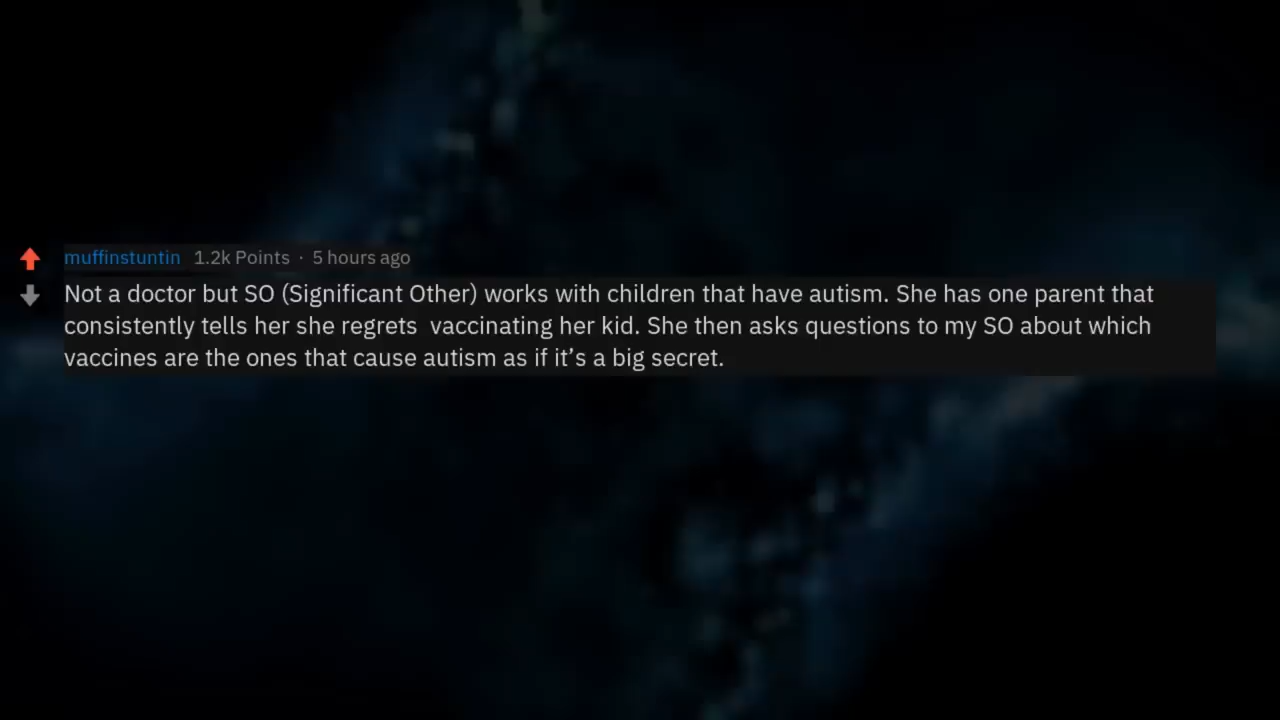 muffinstuntin 1.2k Points · 5 hours ago
Not a doctor but SO (Significant Other) works with children that have autism. She has one parent that
consistently tells her she regrets  vaccinating her kid. She then asks questions to my SO about which
vaccines are the ones that cause autism as if it’s a big secret.